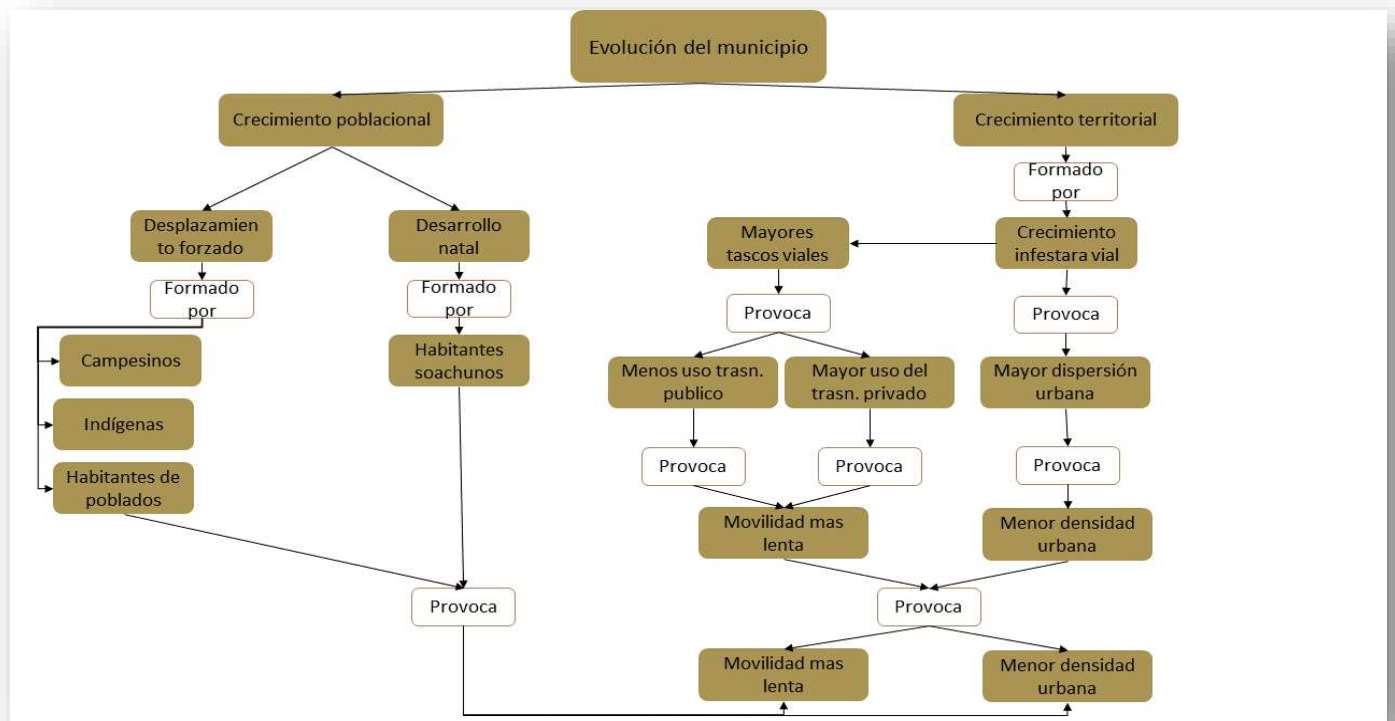 Evolución del municipio
Crecimiento poblacional
Crecimiento territorial
Formado
por
Desplazamien
to forzado
Desarrollo
natal
Mayores
tascos viales
Crecimiento
infestara vial
Formado
por
Formado
por
Provoca
Provoca
Campesinos
Habitantes
soachunos
Menos uso trasn.
publico
Mayor uso del
trasn. privado
Mayor dispersión
urbana
Indígenas
Provoca
Provoca
Provoca
Habitantes de
poblados
Movilidad mas
lenta
Menor densidad
urbana
Provoca
Provoca
Movilidad mas
lenta
Menor densidad
urbana